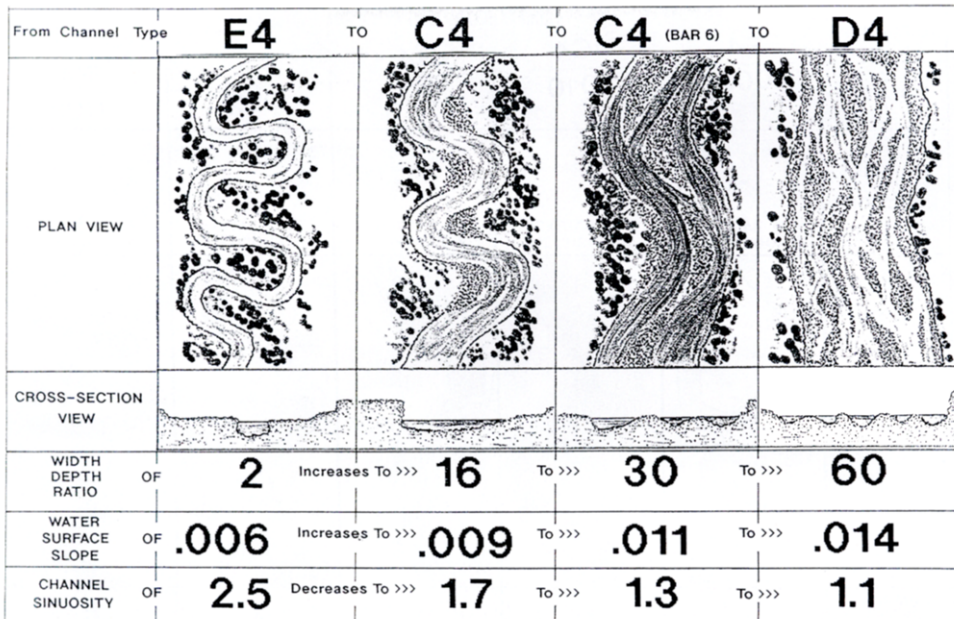 From Channel Type E4 TO C4 TO C4 (BAR 6) TO D4
PLAN VIEW
CROSS-SECTION
VIEW
WIDTH
DEPTH OF 2 Increases To >>> 16 To >>> 30 To >>> 60
RATIO
WATER
SURFACE OF .006 Increases To >>> .009 To >>> .011 To >>> .014
SLOPE
CHANNEL
SINUOSITY OF 2.5 Decreases To >>> 1.7 To >>> 1.3 To >>> 1.1